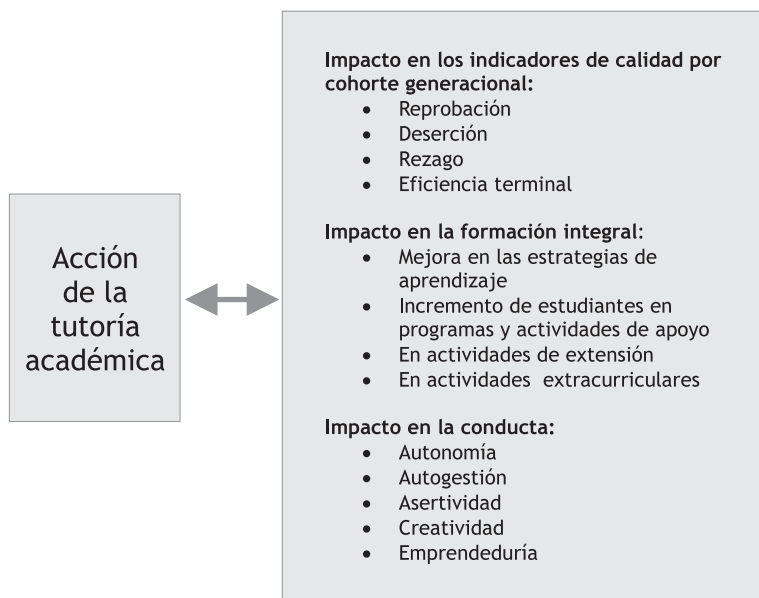 Acción
de la
tutoría
académica
Impacto en los indicadores de calidad por
cohorte generacional:
• Reprobación
• Deserción
• Rezago
• Eficiencia terminal
Impacto en la formación integral:
• Mejora en las estrategias de
aprendizaje
• Incremento de estudiantes en
programas y actividades de apoyo
• En actividades de extensión
• En actividades extracurriculares
Impacto en la conducta:
• Autonomía
• Autogestión
• Asertividad
• Creatividad
• Emprendeduría